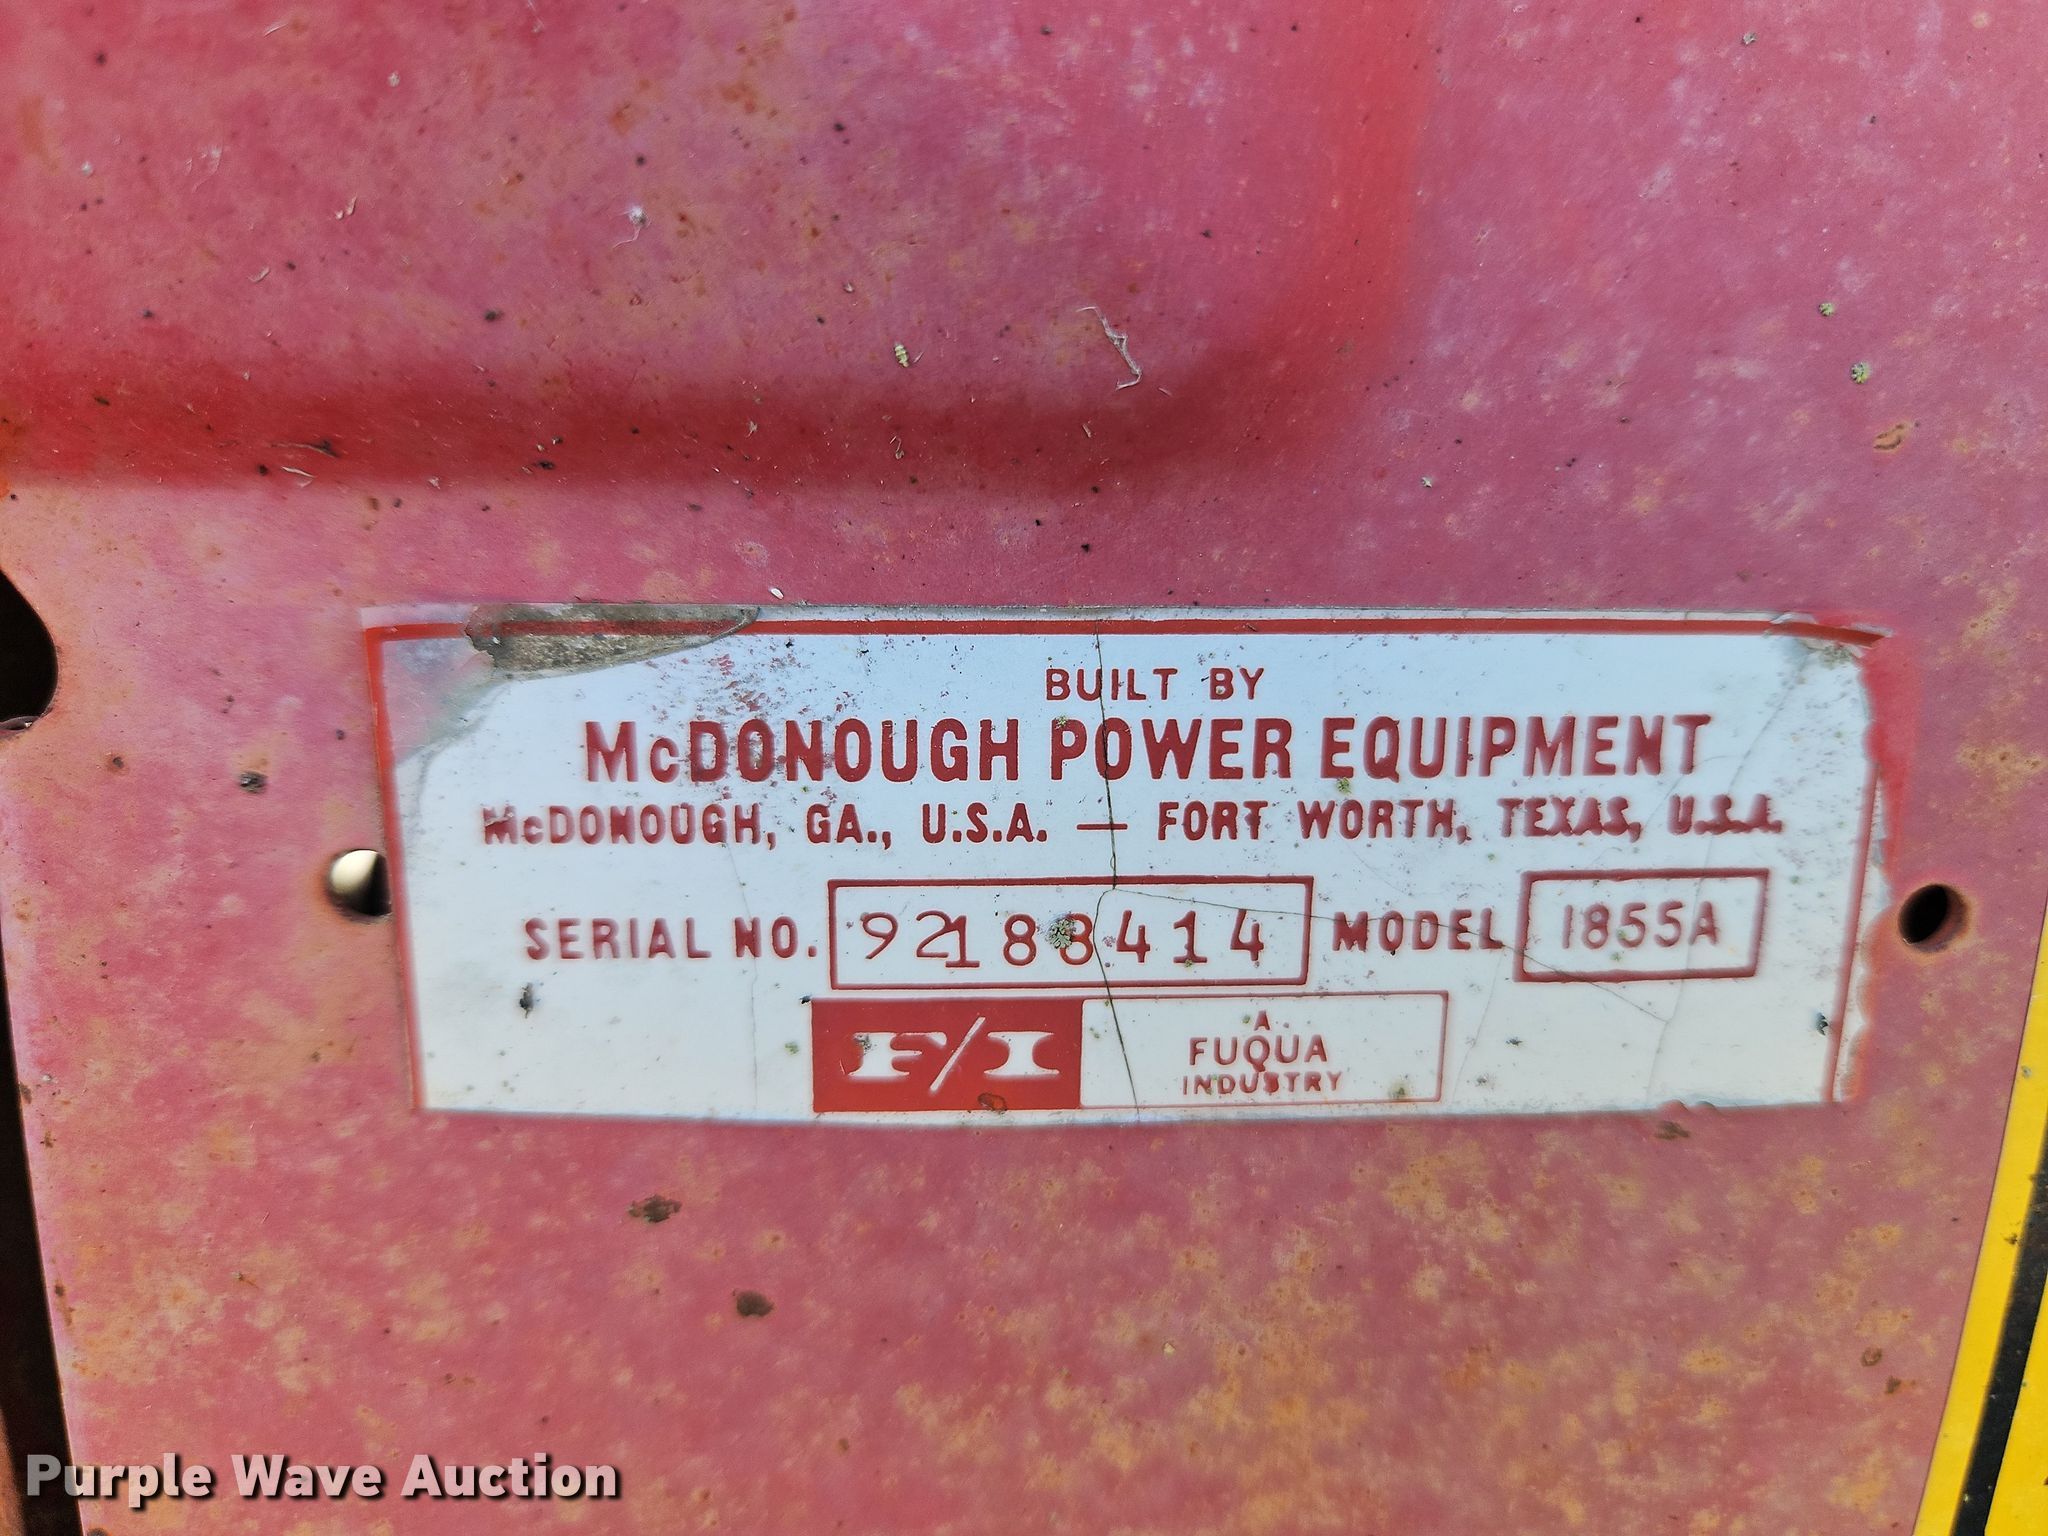 BUILT BY
McDONOUGH POWER EQUIPMENT
McDONOUGH, GA., U.S.A. — FORT WORTH, TEXAS, U.S.A.
SERIAL NO. 92188414 MODEL 1855A
F/I
A
FUQUA
INDUSTRY
Purple Wave Auction